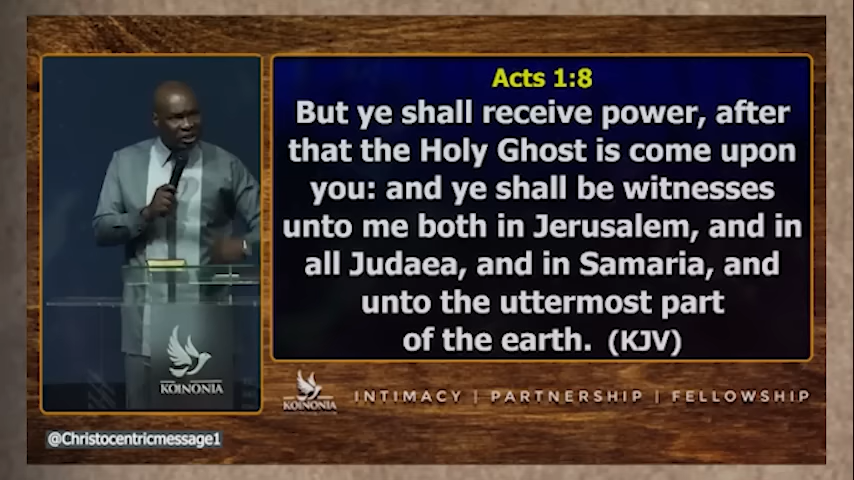 Acts 1:8
But ye shall receive power, after
that the Holy Ghost is come upon
you: and ye shall be witnesses
unto me both in Jerusalem, and in
all Judaea, and in Samaria, and
unto the uttermost part
of the earth. (KJV)
KOINONIA
KOINONIA
INTIMACY | PARTNERSHIP | FELLOWSHIP
@Christocentricmessage1